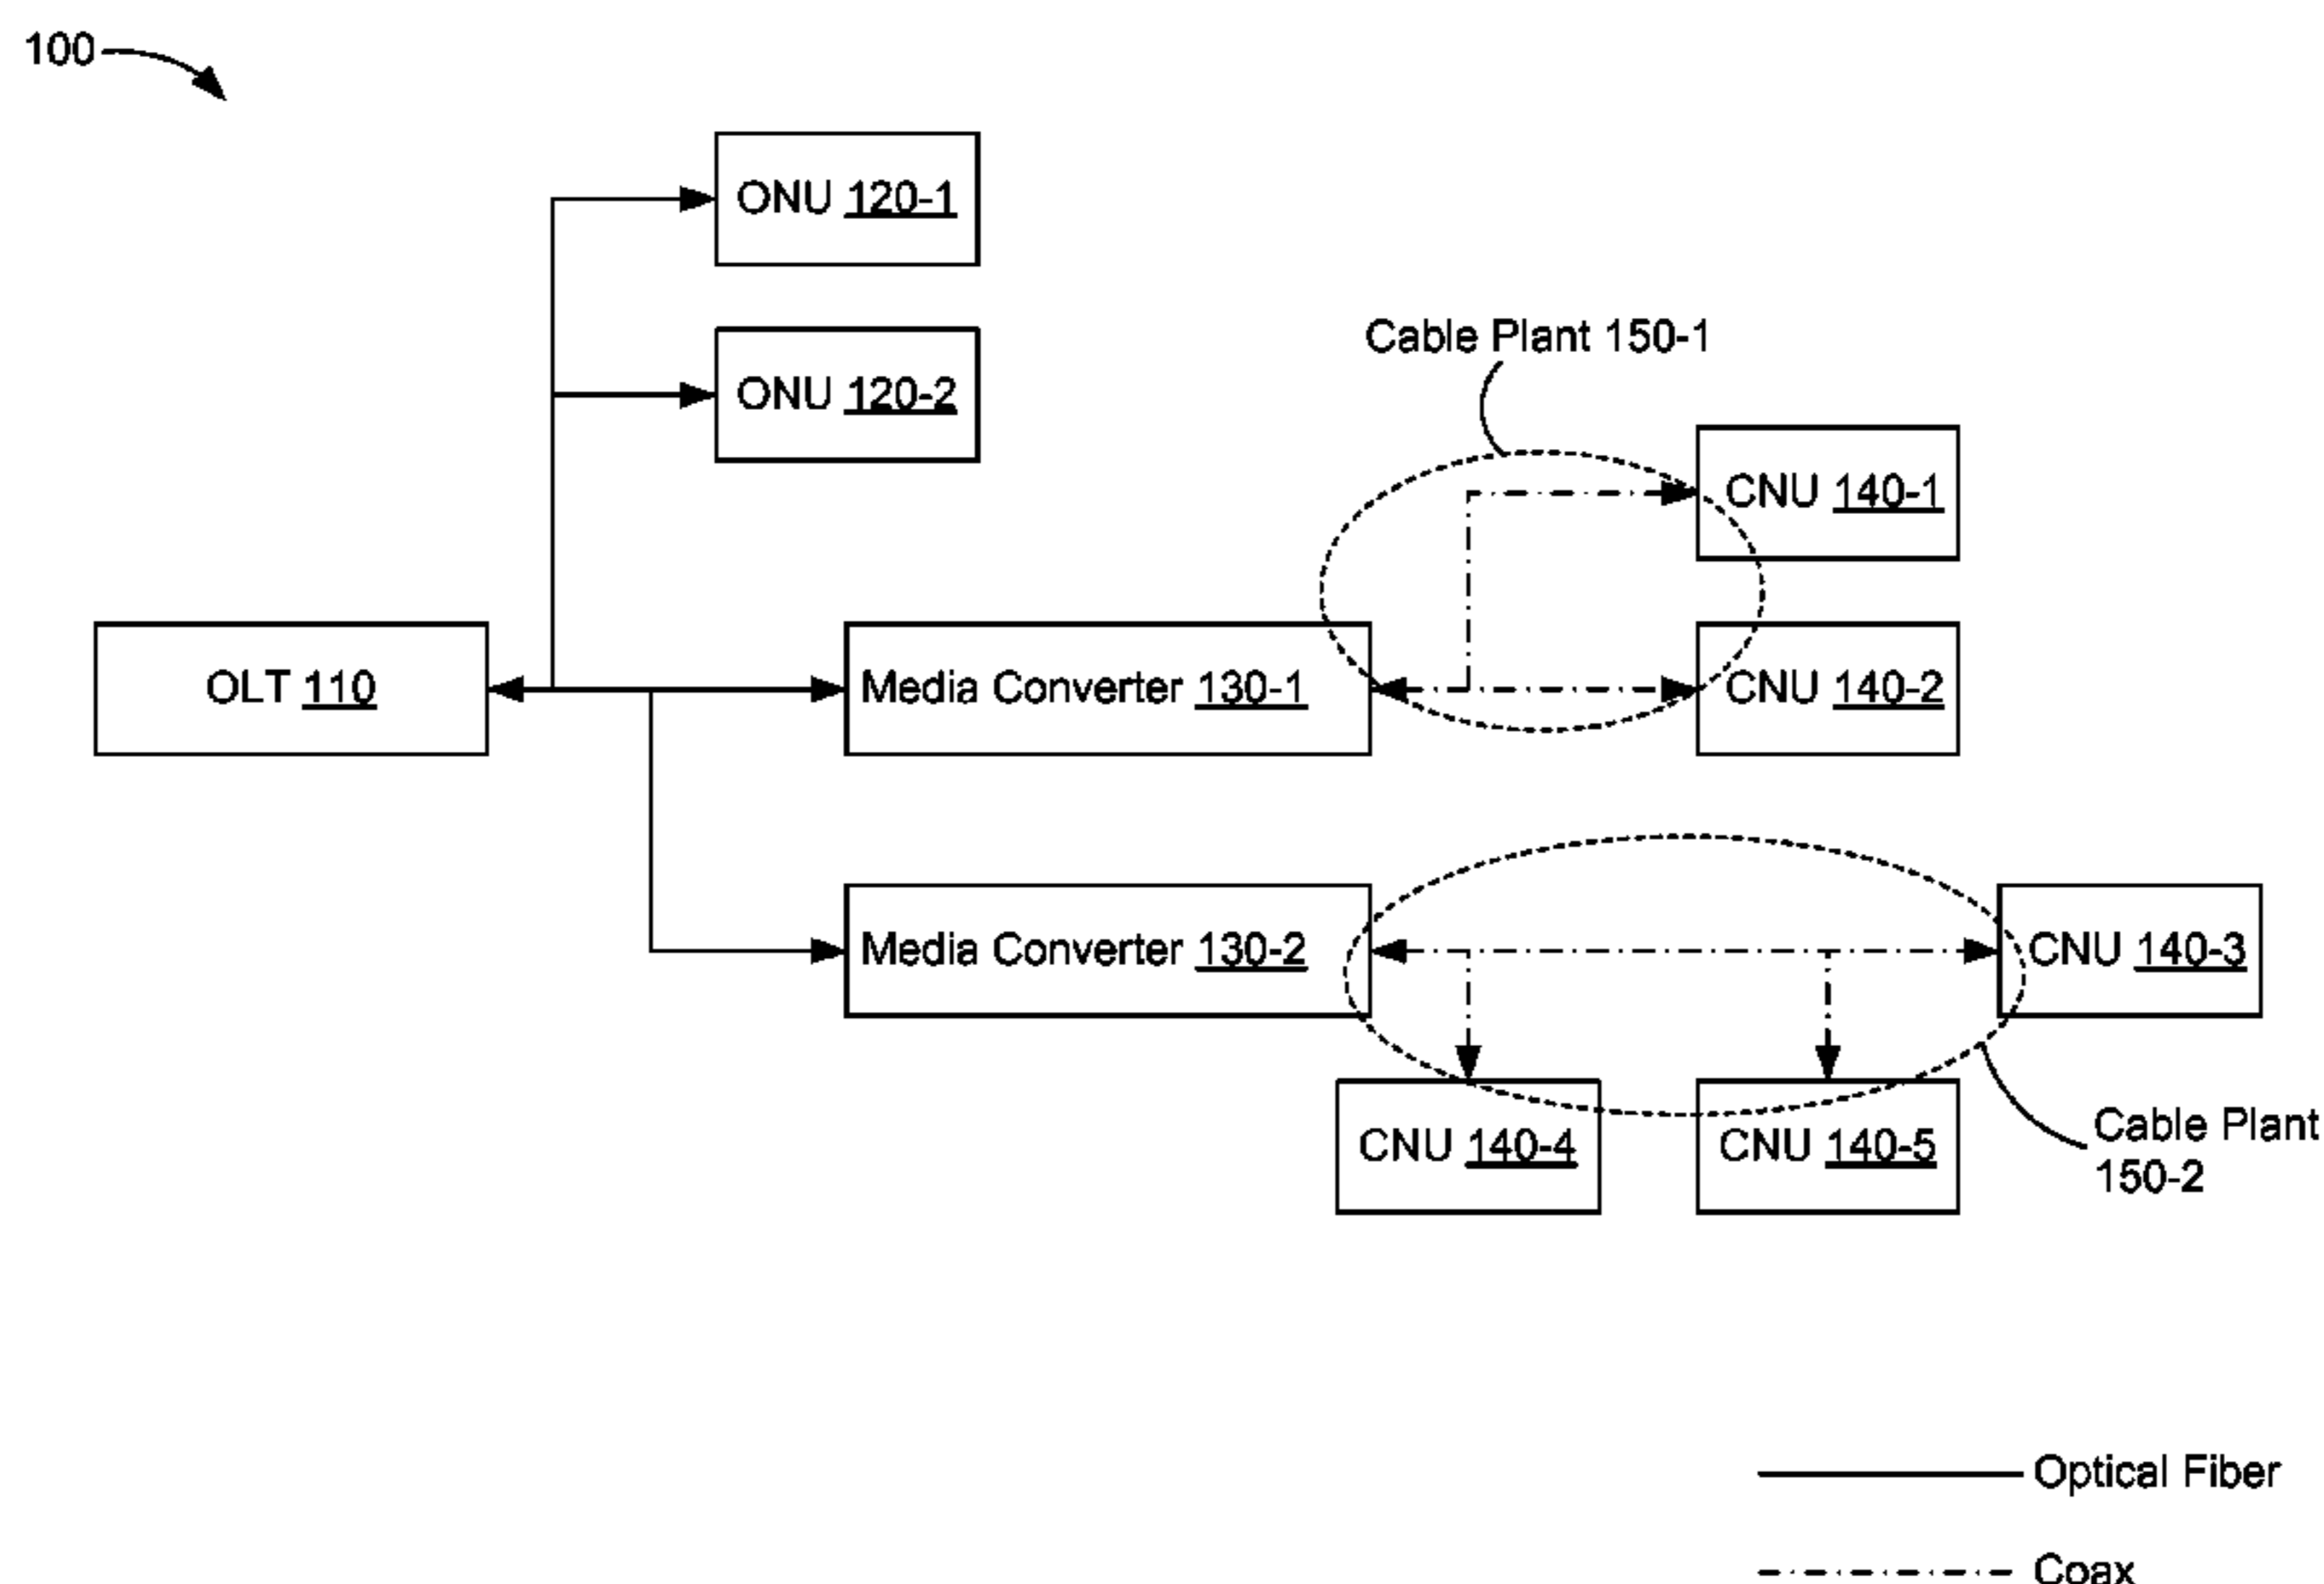 100
ONU 120-1
ONU 120-2
Cable Plant 150-1
CNU 140-1
OLT 110
Media Converter 130-1
CNU 140-2
Media Converter 130-2
CNU 140-3
CNU 140-4
CNU 140-5
Cable Plant
150-2
Optical Fiber
Coax